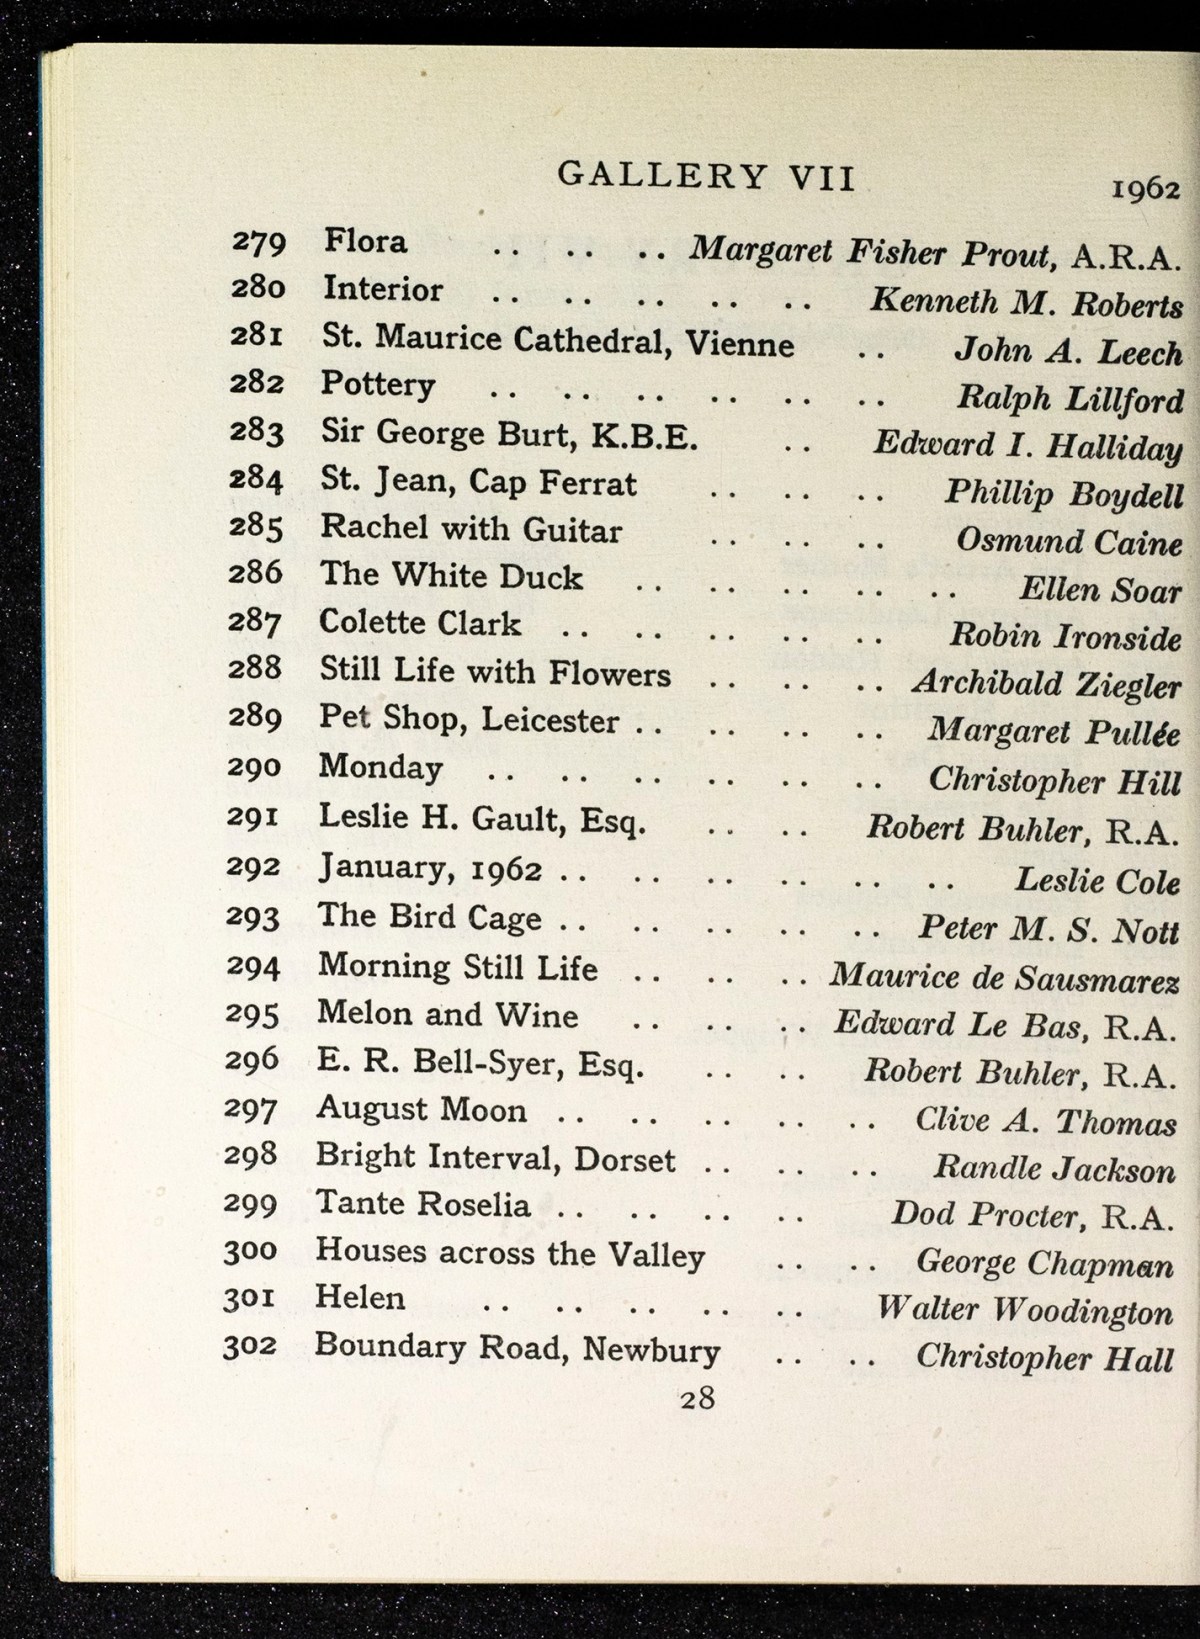 GALLERY VII 1962
279 Flora .. .. .. Margaret Fisher Prout, A.R.A.
280 Interior .. .. .. .. .. Kenneth M. Roberts
281 St. Maurice Cathedral, Vienne .. John A. Leech
282 Pottery .. .. .. .. .. .. Ralph Lillford
283 Sir George Burt, K.B.E. .. Edward I. Halliday
284 St. Jean, Cap Ferrat .. .. .. Phillip Boydell
285 Rachel with Guitar .. .. .. Osmund Caine
286 The White Duck .. .. .. .. .. Ellen Soar
287 Colette Clark .. .. .. .. .. Robin Ironside
288 Still Life with Flowers .. .. .. Archibald Ziegler
289 Pet Shop, Leicester .. .. .. .. Margaret Pullée
290 Monday .. .. .. .. .. .. Christopher Hill
291 Leslie H. Gault, Esq. .. .. Robert Buhler, R.A.
292 January, 1962 .. .. .. .. .. .. Leslie Cole
293 The Bird Cage .. .. .. .. .. Peter M. S. Nott
294 Morning Still Life .. .. .. Maurice de Sausmarez
295 Melon and Wine .. .. .. Edward Le Bas, R.A.
296 E. R. Bell-Syer, Esq. .. .. Robert Buhler, R.A.
297 August Moon .. .. .. .. .. Clive A. Thomas
298 Bright Interval, Dorset .. .. .. Randle Jackson
299 Tante Roselia .. .. .. .. Dod Procter, R.A.
300 Houses across the Valley .. .. George Chapman
301 Helen .. .. .. .. .. Walter Woodington
302 Boundary Road, Newbury .. .. Christopher Hall
28